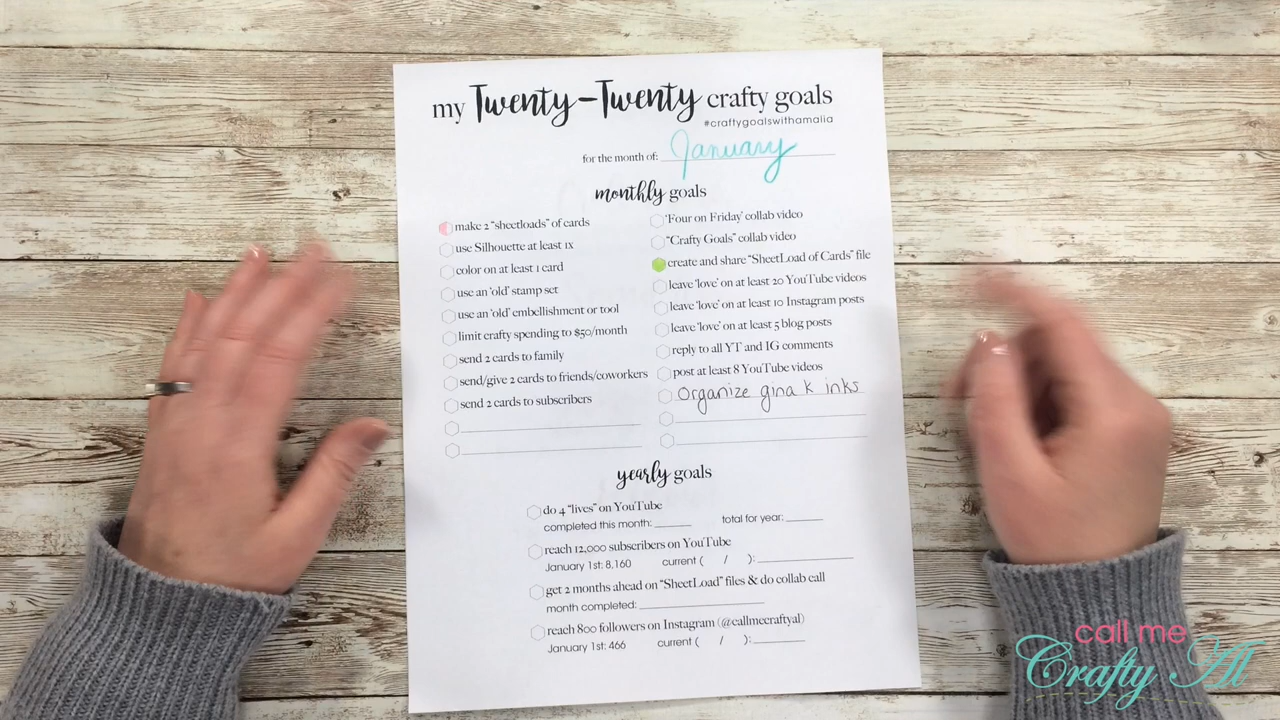 my Twenty-Twenty crafty goals
#craftygoalswithamalia
for the month of: January
monthly goals
make 2 "sheetloads" of cards
use Silhouette at least 1x
color on at least 1 card
use an 'old' stamp set
use an 'old' embellishment or tool
limit crafty spending to $50/month
send 2 cards to family
send/give 2 cards to friends/coworkers
send 2 cards to subscribers
'Four on Friday' collab video
"Crafty Goals" collab video
create and share "SheetLoad of Cards" file
leave 'love' on at least 20 YouTube videos
leave 'love' on at least 10 Instagram posts
leave 'love' on at least 5 blog posts
reply to all YT and IG comments
post at least 8 YouTube videos
Organize gina k inks
yearly goals
do 4 "lives" on YouTube
completed this month: ______ total for year: ______
reach 12,000 subscribers on YouTube
January 1st: 8,160 current ( / ): ______
get 2 months ahead on "SheetLoad" files & do collab call
month completed: ______
reach 800 followers on Instagram (@callmecraftyal)
January 1st: 466 current ( / ): ______
call me
Crafty Al